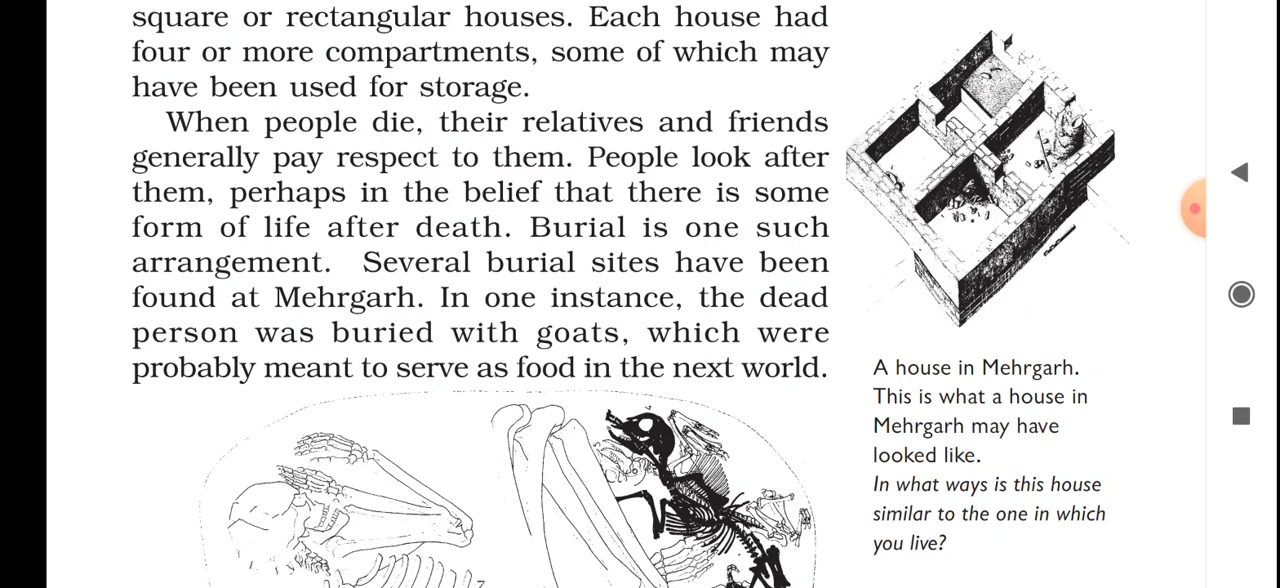 square or rectangular houses. Each house had
four or more compartments, some of which may
have been used for storage.
When people die, their relatives and friends
generally pay respect to them. People look after
them, perhaps in the belief that there is some
form of life after death. Burial is one such
arrangement. Several burial sites have been
found at Mehrgarh. In one instance, the dead
person was buried with goats, which were
probably meant to serve as food in the next world.
A house in Mehrgarh.
This is what a house in
Mehrgarh may have
looked like.
In what ways is this house
similar to the one in which
you live?